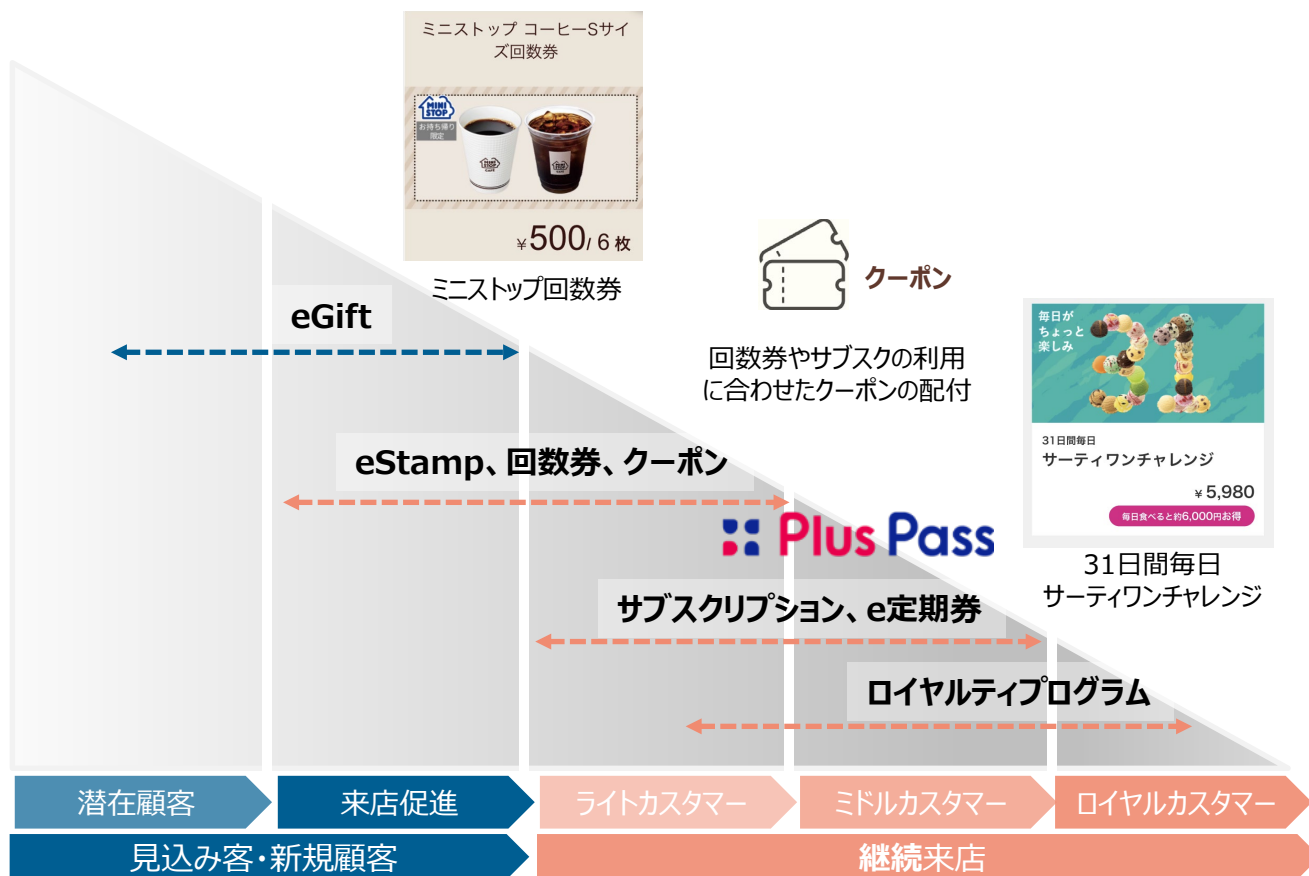 ミニストップ コーヒーSサイ
ズ回数券
MINI
STOP
お持ち帰り
限定
¥500/ 6 枚
ミニストップ回数券
eGift
クーポン
回数券やサブスクの利用
に合わせたクーポンの配付
毎日が
ちょっと
楽しみ
31
31日間毎日
サーティワンチャレンジ
¥ 5,980
毎日食べると約6,000円お得
31日間毎日
サーティワンチャレンジ
eStamp、回数券、クーポン
Plus Pass
サブスクリプション、e定期券
ロイヤルティプログラム
潜在顧客
来店促進
ライトカスタマー
ミドルカスタマー
ロイヤルカスタマー
見込み客・新規顧客
継続来店